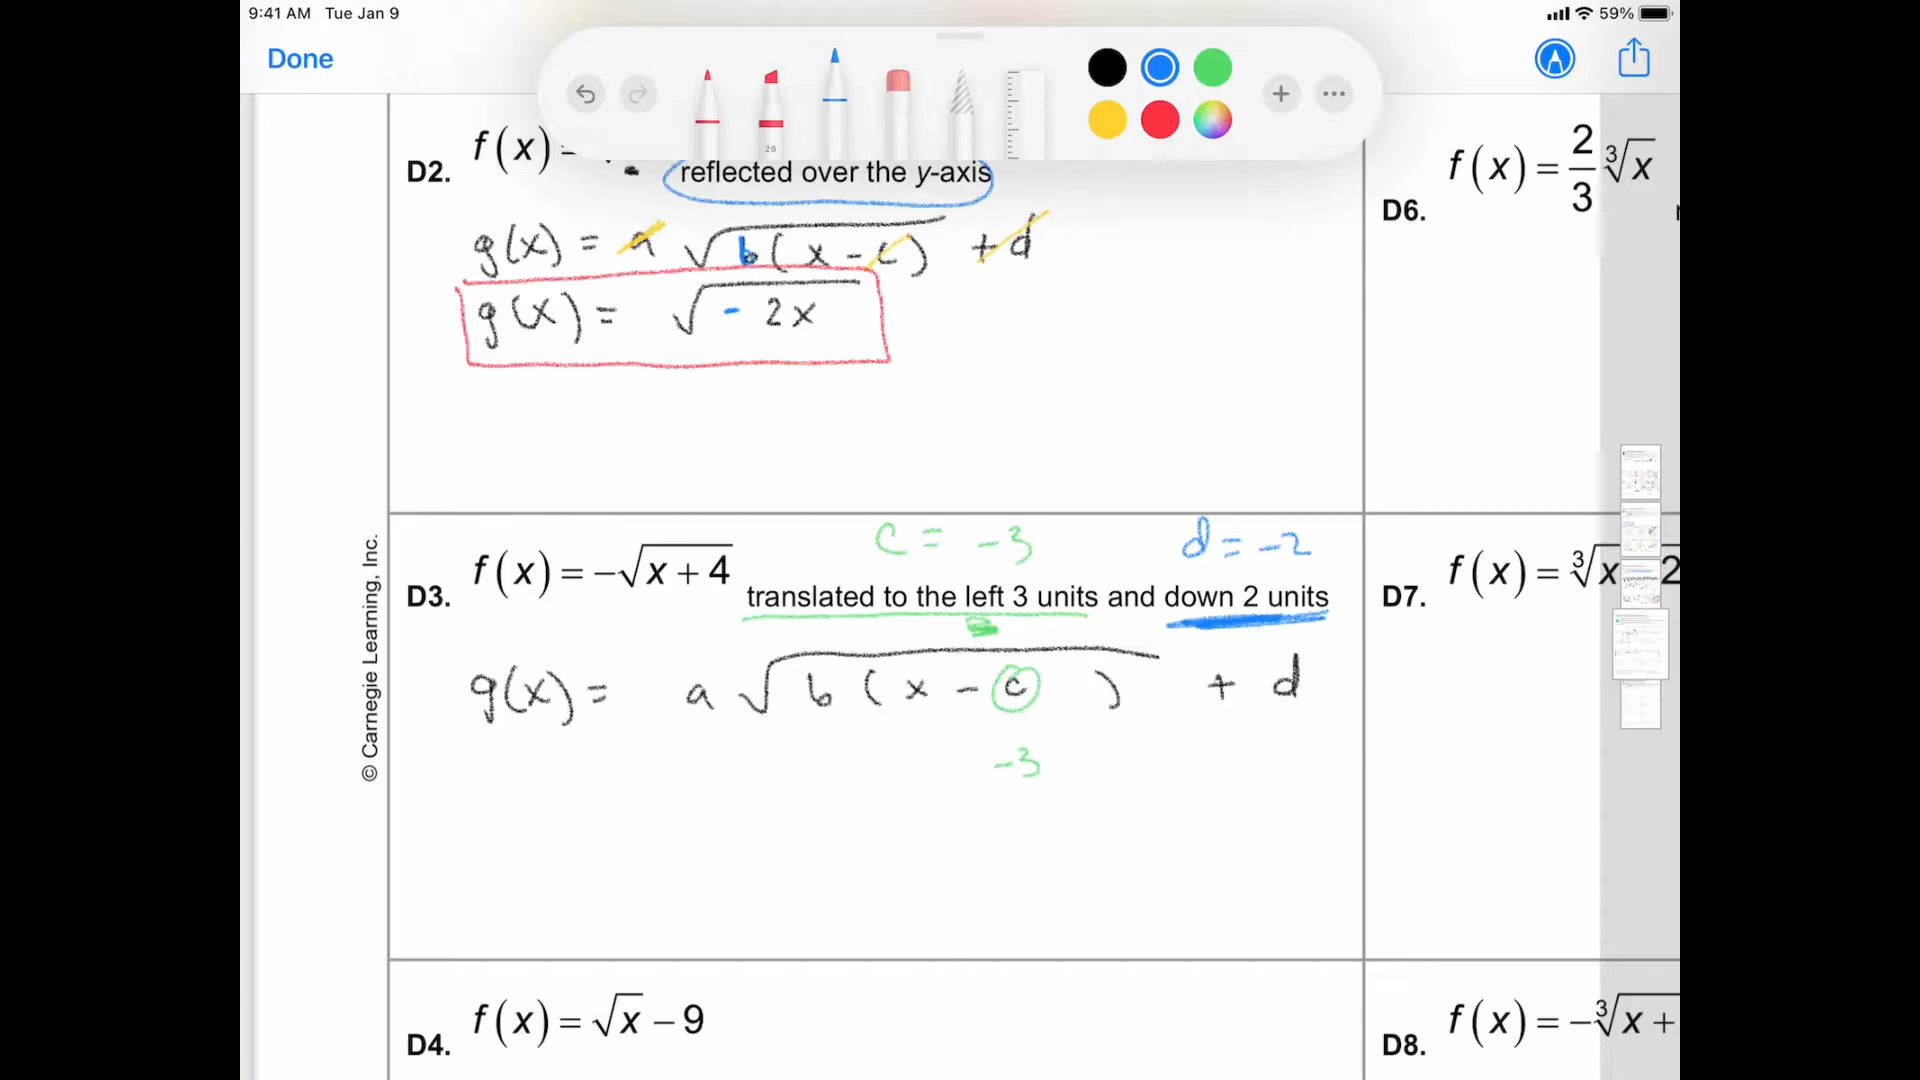 9:41 AM Tue Jan 9
59%
Done
29
D2. f(x) =
reflected over the y-axis
g(x) = a √b(x - c) + d
g(x) = √- 2x
D6. f(x) = 2/3 ∛x
© Carnegie Learning, Inc.
c = -3
d = -2
D3. f(x) = -√x + 4
translated to the left 3 units and down 2 units
g(x) = a √b (x - c) + d
-3
D7. f(x) = ∛x 2
D4. f(x) = √x - 9
D8. f(x) = -∛x +